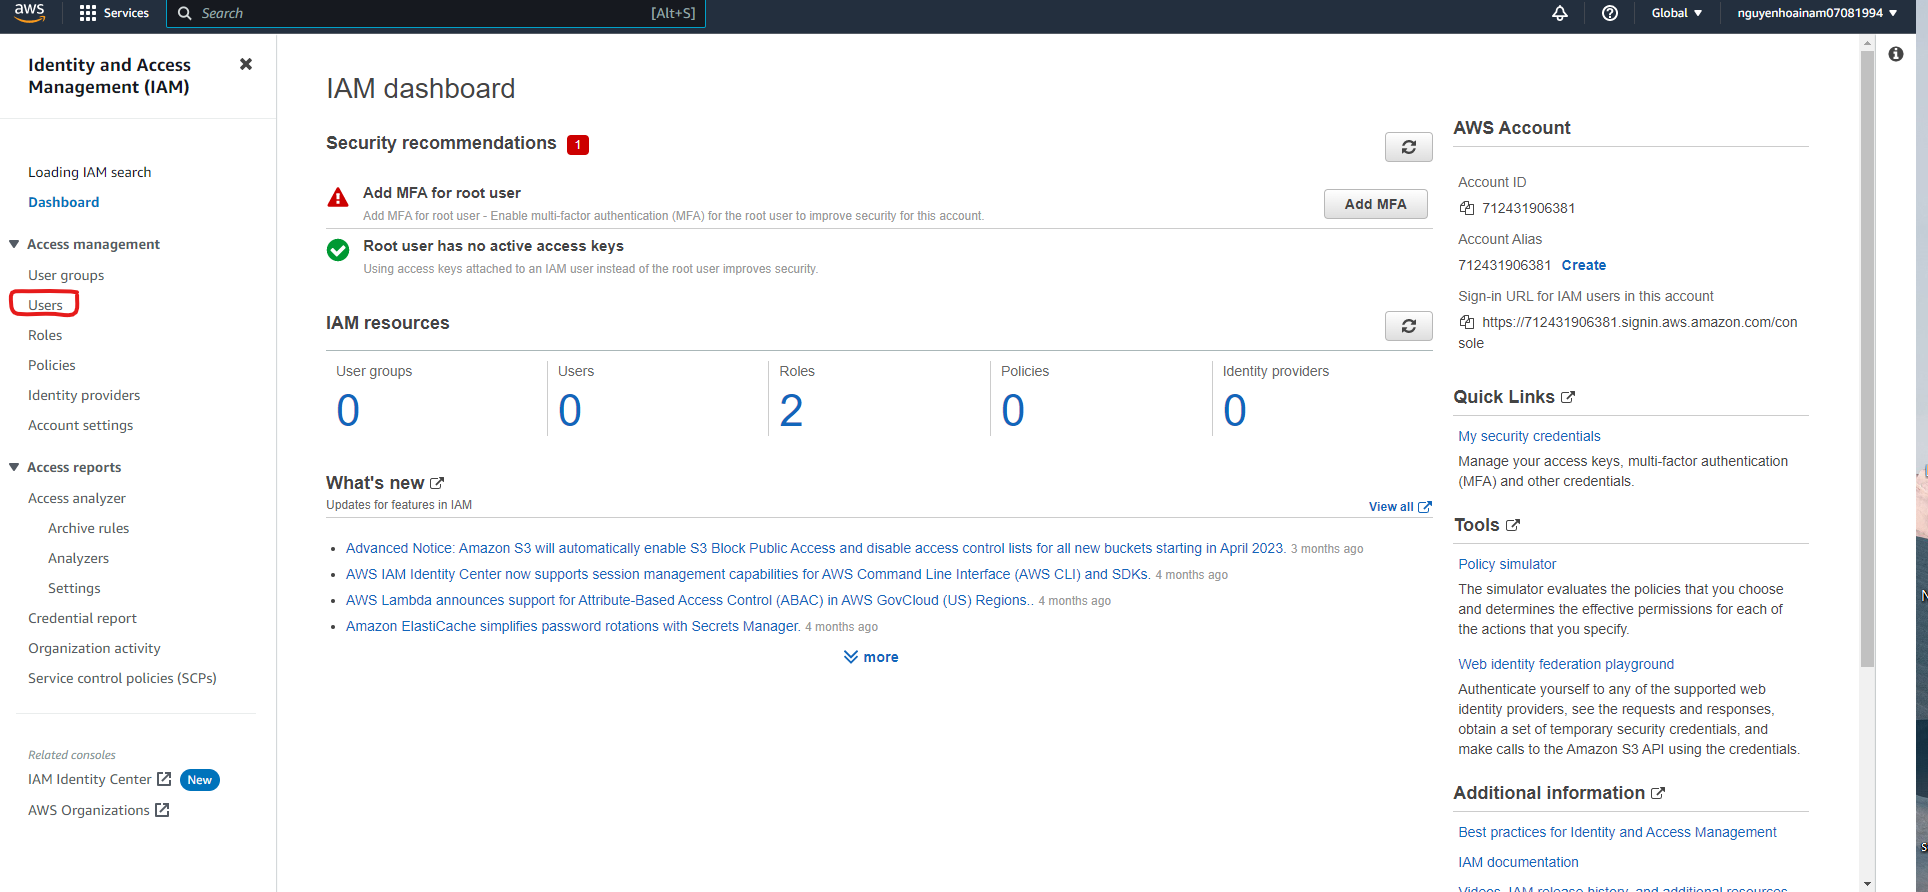 aws
Services
Search
[Alt+S]
Global
nguyenhoainam07081994
Identity and Access
Management (IAM)
Loading IAM search
Dashboard
Access management
User groups
Users
Roles
Policies
Identity providers
Account settings
Access reports
Access analyzer
Archive rules
Analyzers
Settings
Credential report
Organization activity
Service control policies (SCPs)
Related consoles
IAM Identity Center New
AWS Organizations
IAM dashboard
Security recommendations 1
Add MFA for root user
Add MFA for root user - Enable multi-factor authentication (MFA) for the root user to improve security for this account.
Add MFA
Root user has no active access keys
Using access keys attached to an IAM user instead of the root user improves security.
IAM resources
User groups
0
Users
0
Roles
2
Policies
0
Identity providers
0
What's new
Updates for features in IAM
View all
Advanced Notice: Amazon S3 will automatically enable S3 Block Public Access and disable access control lists for all new buckets starting in April 2023. 3 months ago
AWS IAM Identity Center now supports session management capabilities for AWS Command Line Interface (AWS CLI) and SDKs. 4 months ago
AWS Lambda announces support for Attribute-Based Access Control (ABAC) in AWS GovCloud (US) Regions.. 4 months ago
Amazon ElastiCache simplifies password rotations with Secrets Manager. 4 months ago
more
AWS Account
Account ID
712431906381
Account Alias
712431906381 Create
Sign-in URL for IAM users in this account
https://712431906381.signin.aws.amazon.com/con
sole
Quick Links
My security credentials
Manage your access keys, multi-factor authentication
(MFA) and other credentials.
Tools
Policy simulator
The simulator evaluates the policies that you choose
and determines the effective permissions for each of
the actions that you specify.
Web identity federation playground
Authenticate yourself to any of the supported web
identity providers, see the requests and responses,
obtain a set of temporary security credentials, and
make calls to the Amazon S3 API using the credentials.
Additional information
Best practices for Identity and Access Management
IAM documentation
Videos, IAM release history, and additional resources